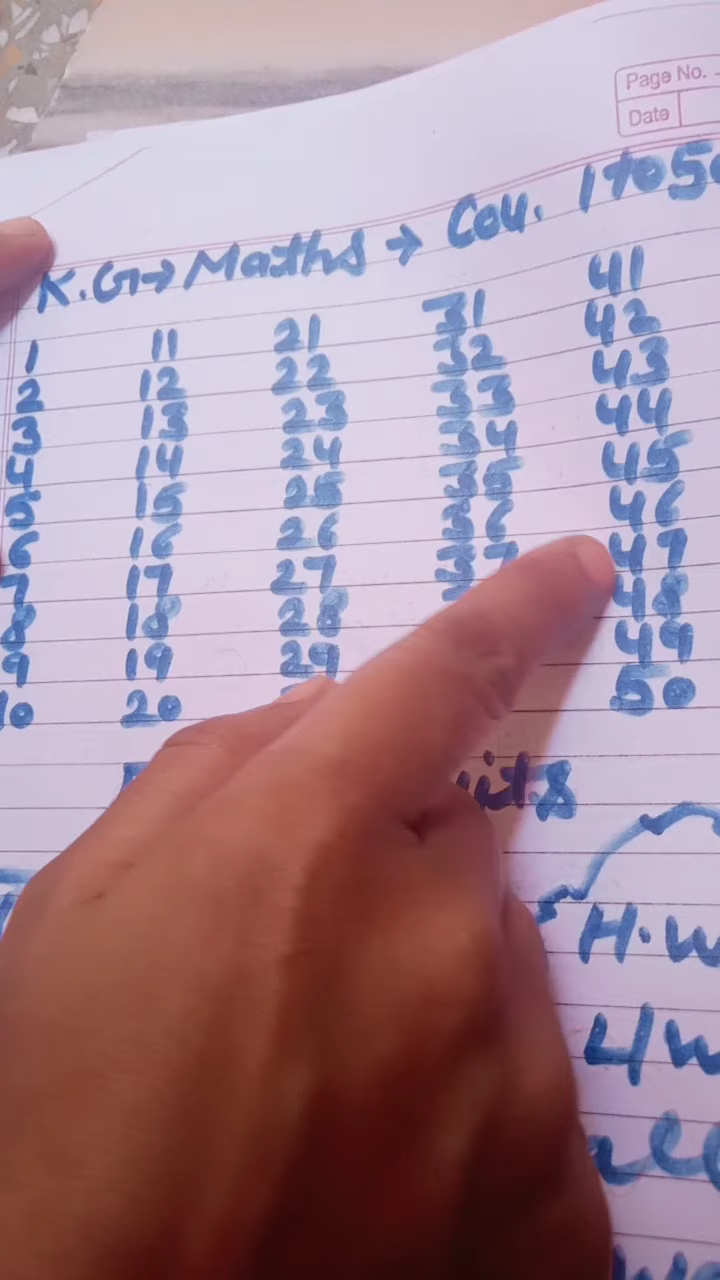 Page No.
Date
K.G→ Maths → Cou. 1 to 50
1 11 21 31 41
2 12 22 32 42
3 13 23 33 43
4 14 24 34 44
5 15 25 35 45
6 16 26 36 46
7 17 27 37 47
8 18 28 48
9 19 29 49
10 20 50
H.W
4